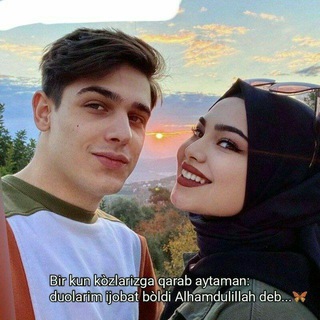 Bir kun kòzlarizga qarab aytaman:
duolarim ijobat bòldi Alhamdulillah deb...🦋